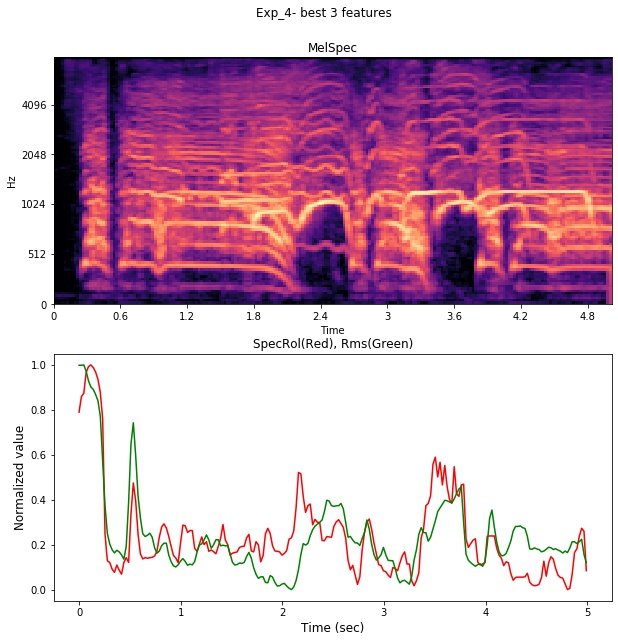 Exp_4- best 3 features
MelSpec
4096
2048
1024
512
0
Hz
0 0.6 1.2 1.8 2.4 3 3.6 4.2 4.8
Time
SpecRol(Red), Rms(Green)
1.0
0.8
0.6
0.4
0.2
0.0
Normalized value
0 1 2 3 4 5
Time (sec)